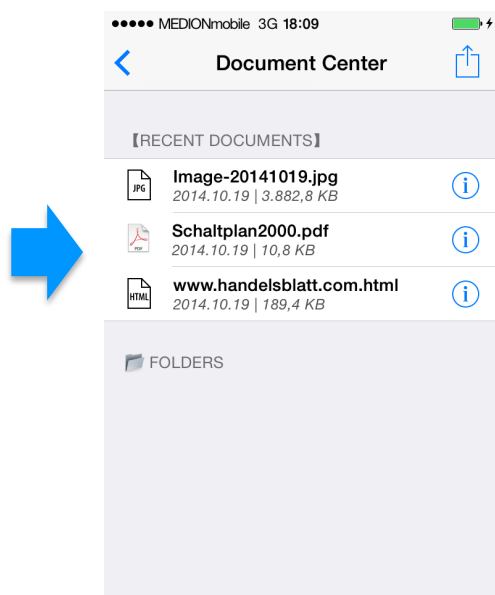 MEDIONmobile 3G 18:09
Document Center
【RECENT DOCUMENTS】
JPG
Image-20141019.jpg
2014.10.19 | 3.882,8 KB
i
PDF
Schaltplan2000.pdf
2014.10.19 | 10,8 KB
i
HTML
www.handelsblatt.com.html
2014.10.19 | 189,4 KB
i
FOLDERS